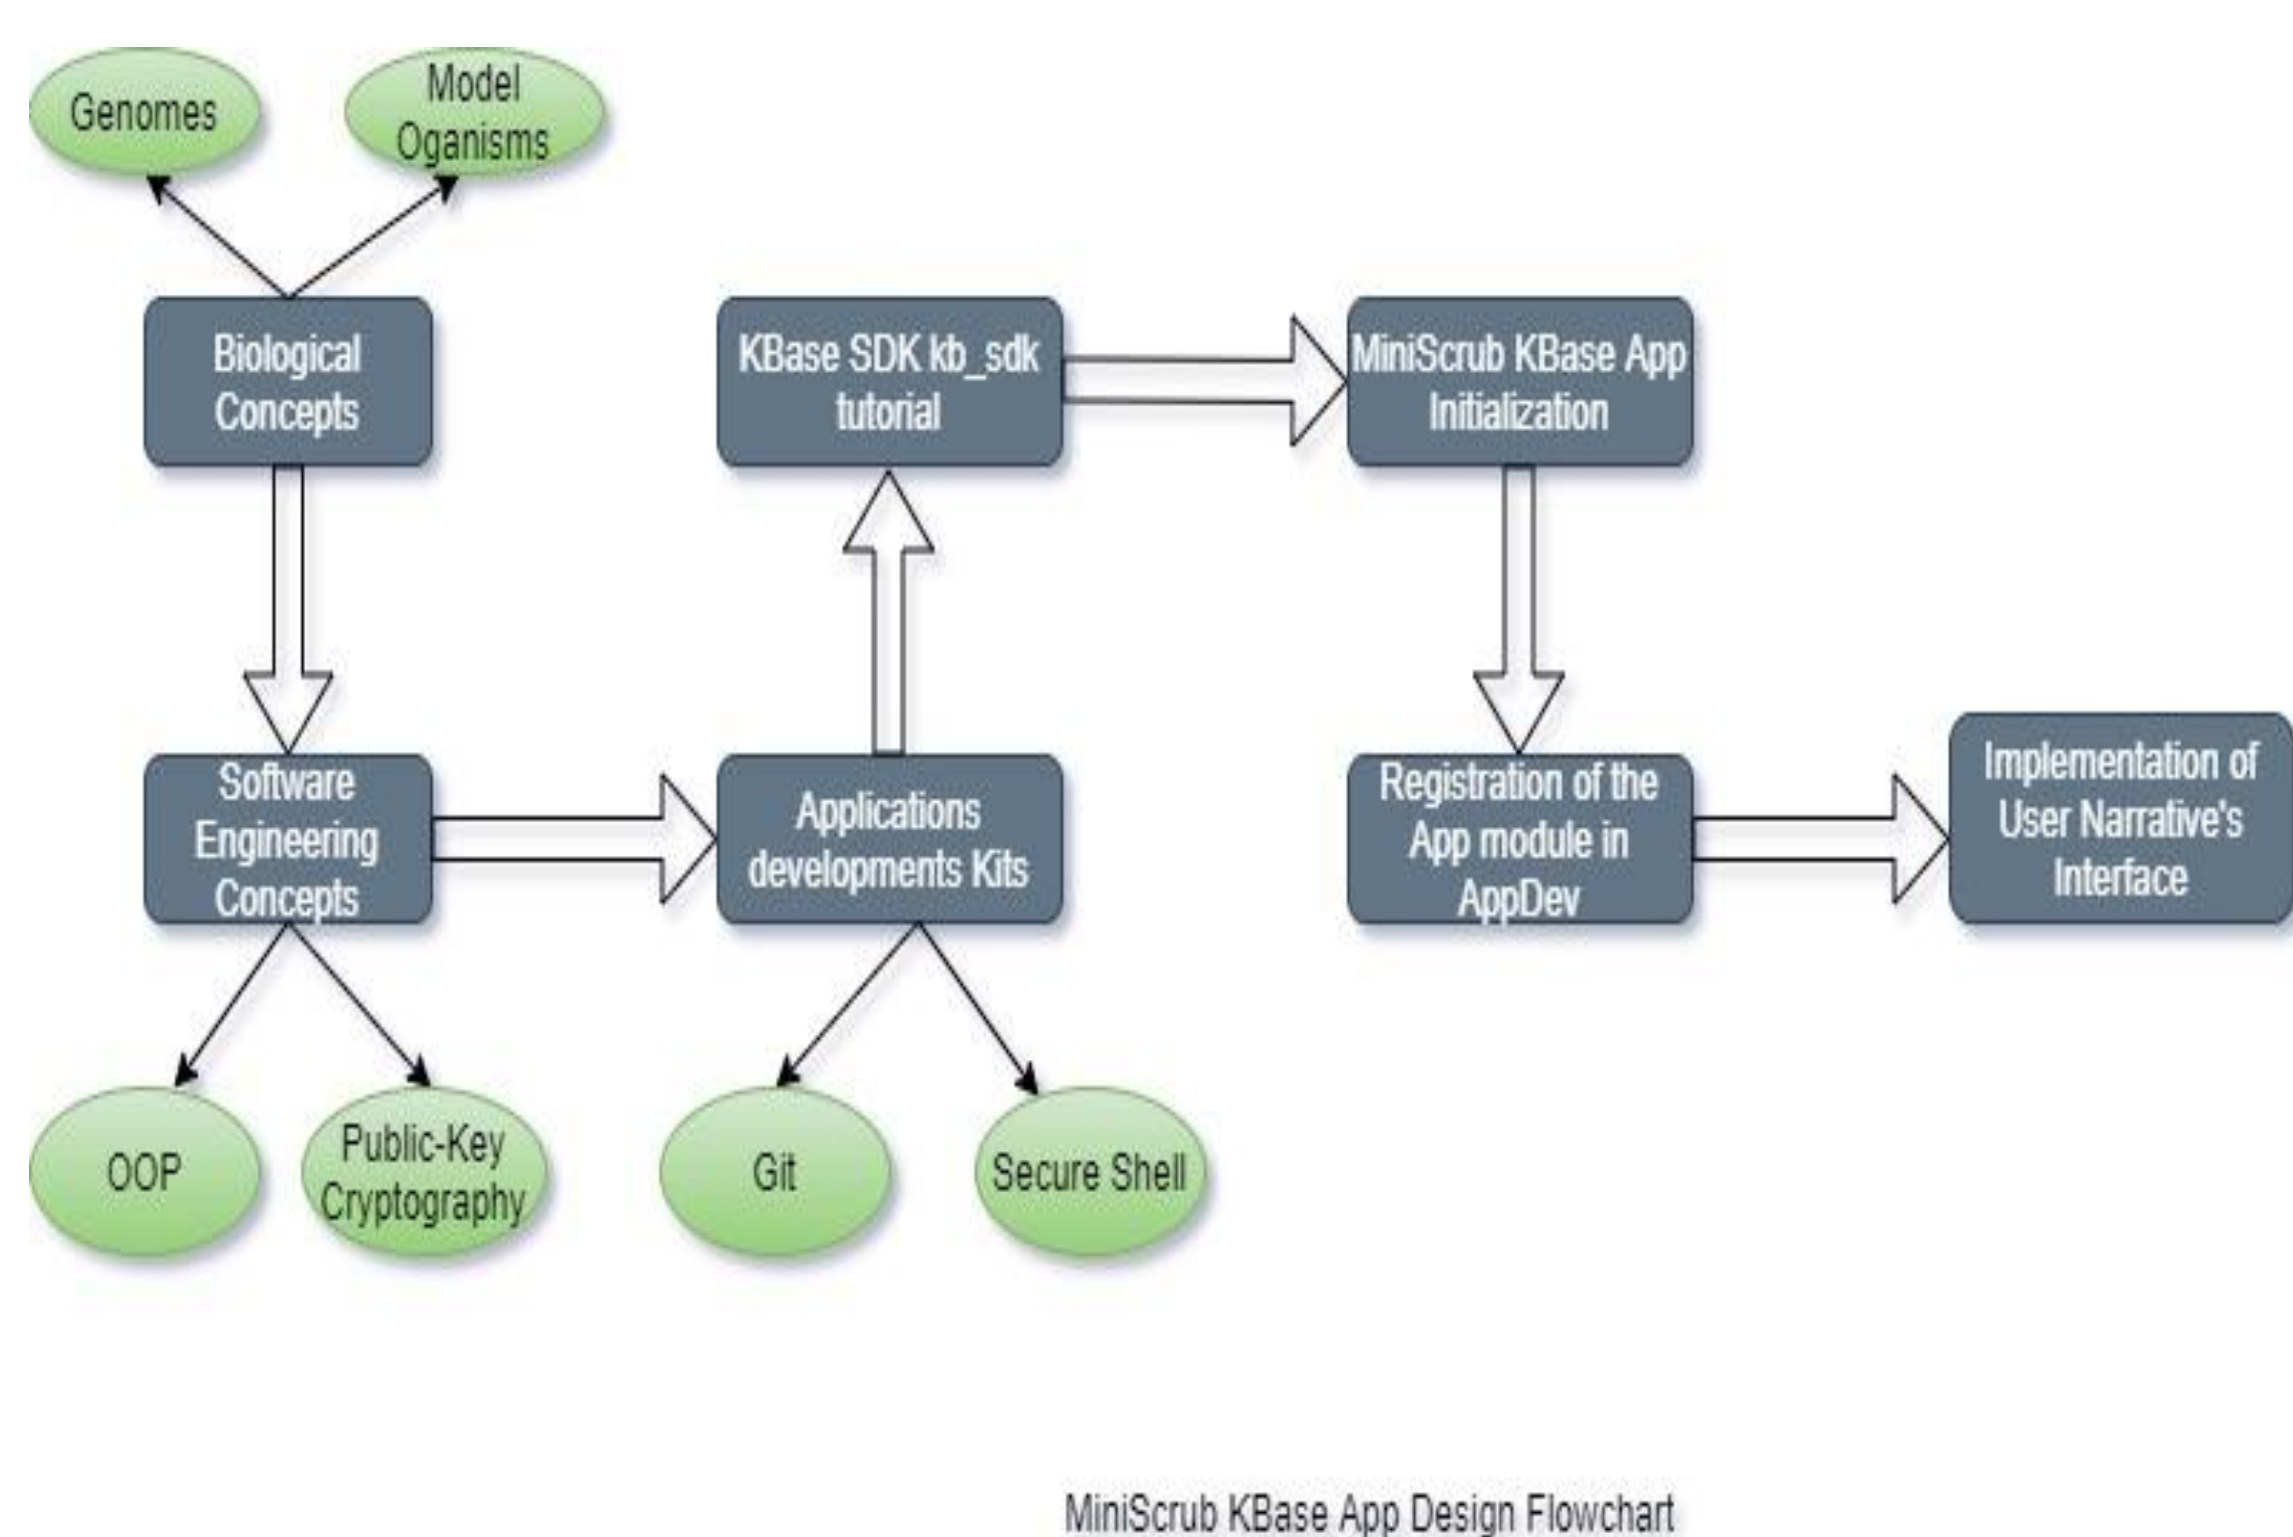 Genomes
Model
Oganisms
Biological
Concepts
KBase SDK kb_sdk
tutorial
MiniScrub KBase App
Initialization
Software
Engineering
Concepts
Applications
developments Kits
Registration of the
App module in
AppDev
Implementation of
User Narrative's
Interface
OOP
Public-Key
Cryptography
Git
Secure Shell
MiniScrub KBase App Design Flowchart